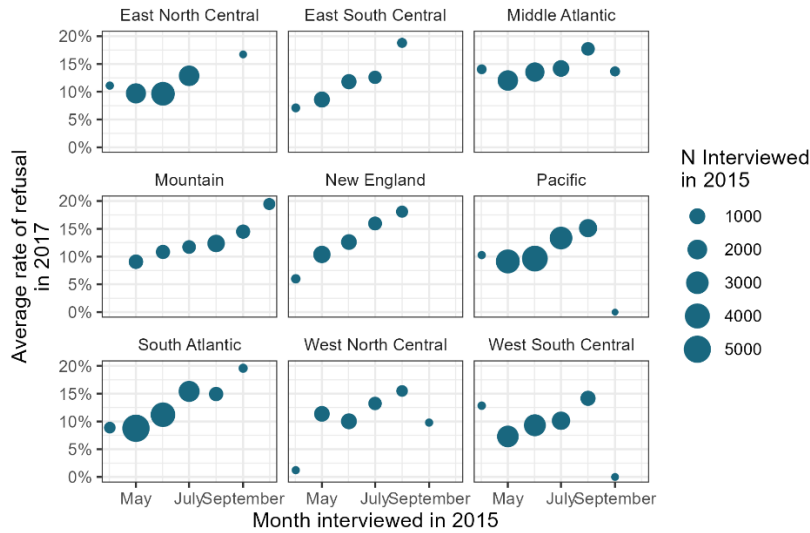 East North Central
East South Central
Middle Atlantic
20%
15%
10%
5%
0%
Mountain
New England
Pacific
20%
15%
10%
5%
0%
South Atlantic
West North Central
West South Central
20%
15%
10%
5%
0%
May
July
September
May
July
September
May
July
September
Month interviewed in 2015
Average rate of refusal
in 2017
N Interviewed
in 2015
1000
2000
3000
4000
5000